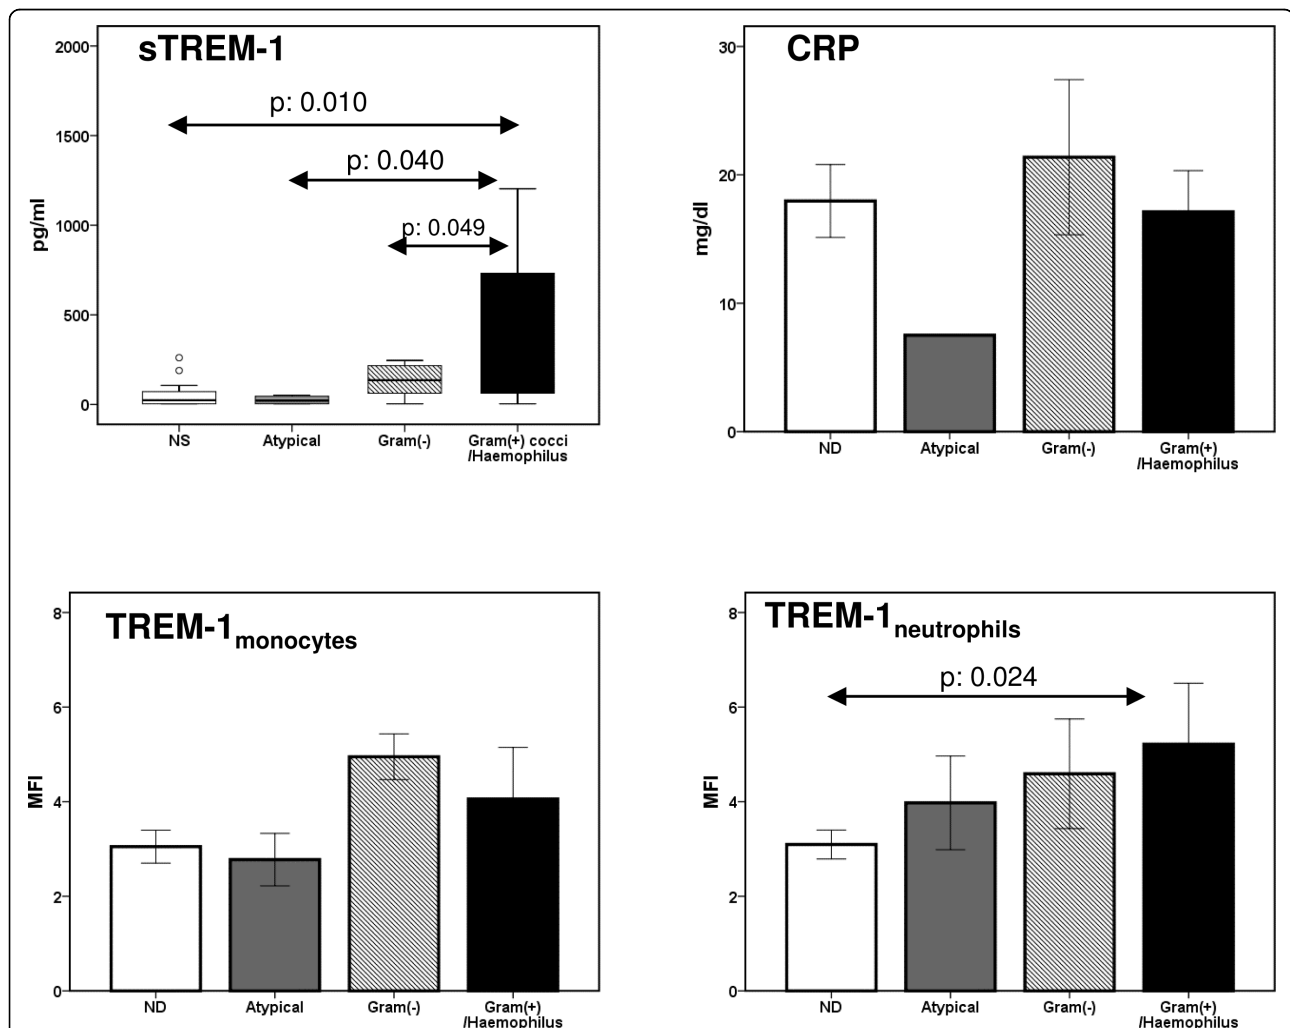 sTREM-1
2000
1500
1000
500
0
pg/ml
p: 0.010
p: 0.040
p: 0.049
NS
Atypical
Gram(-)
Gram(+) cocci
/Haemophilus
CRP
30
20
10
0
mg/dl
ND
Atypical
Gram(-)
Gram(+)
/Haemophilus
TREM-1monocytes
8
6
4
2
0
MFI
ND
Atypical
Gram(-)
Gram(+)
/Haemophilus
TREM-1neutrophils
8
6
4
2
0
MFI
p: 0.024
ND
Atypical
Gram(-)
Gram(+)
/Haemophilus